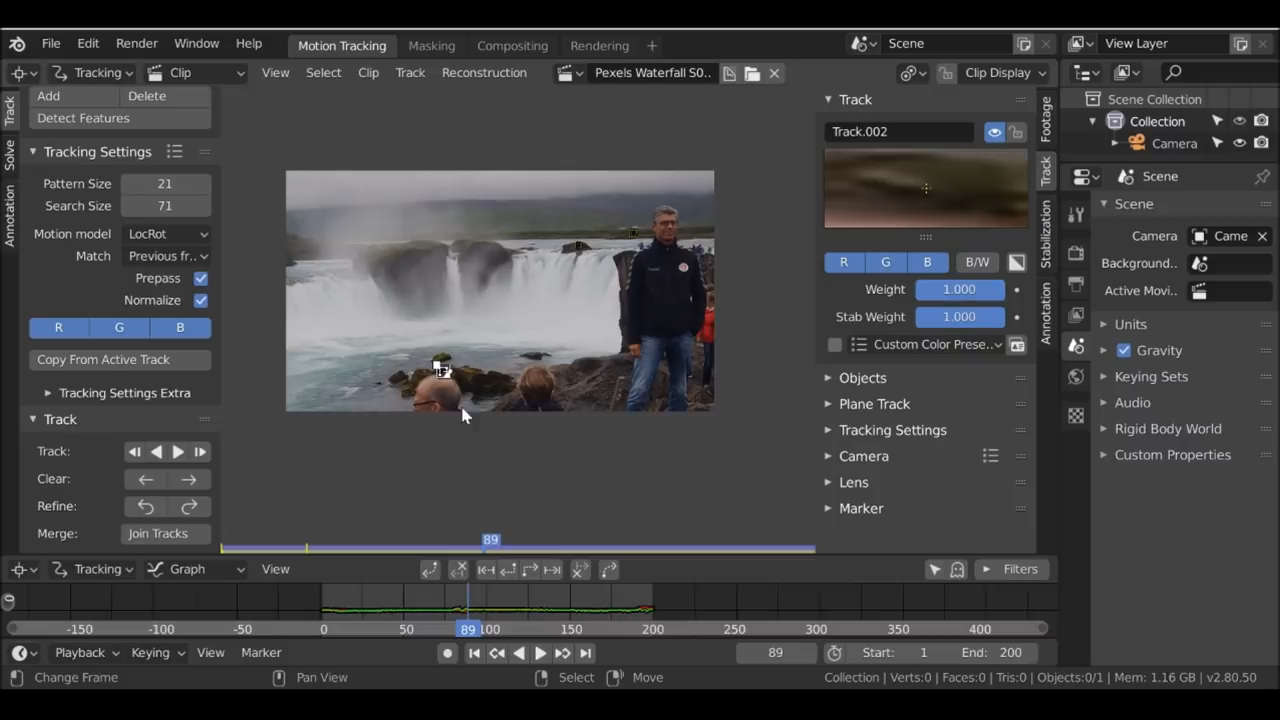 File Edit Render Window Help Motion Tracking Masking Compositing Rendering + Scene View Layer
Tracking Clip View Select Clip Track Reconstruction Pexels Waterfall S0.. Clip Display
Add Delete
Detect Features
Tracking Settings
Pattern Size 21
Search Size 71
Motion model LocRot
Match Previous fr..
Prepass
Normalize
R G B
Copy From Active Track
Tracking Settings Extra
Track
Track:
Clear:
Refine:
Merge: Join Tracks
Track
Solve
Annotation
89
Track
Track.002
R G B B/W
Weight 1.000
Stab Weight 1.000
Custom Color Prese..
Objects
Plane Track
Tracking Settings
Camera
Lens
Marker
Footage
Track
Stabilization
Annotation
Scene Collection
Collection
Camera
Scene
Scene
Camera Came
Background..
Active Movi..
Units
Gravity
Keying Sets
Audio
Rigid Body World
Custom Properties
Tracking Graph View Filters
0
-150 -100 -50 0 50 89 100 150 200 250 300 350 400
Playback Keying View Marker 89 Start: 1 End: 200
Change Frame Pan View Select Move Collection | Verts:0 | Faces:0 | Tris:0 | Objects:0/1 | Mem: 1.16 GB | v2.80.50